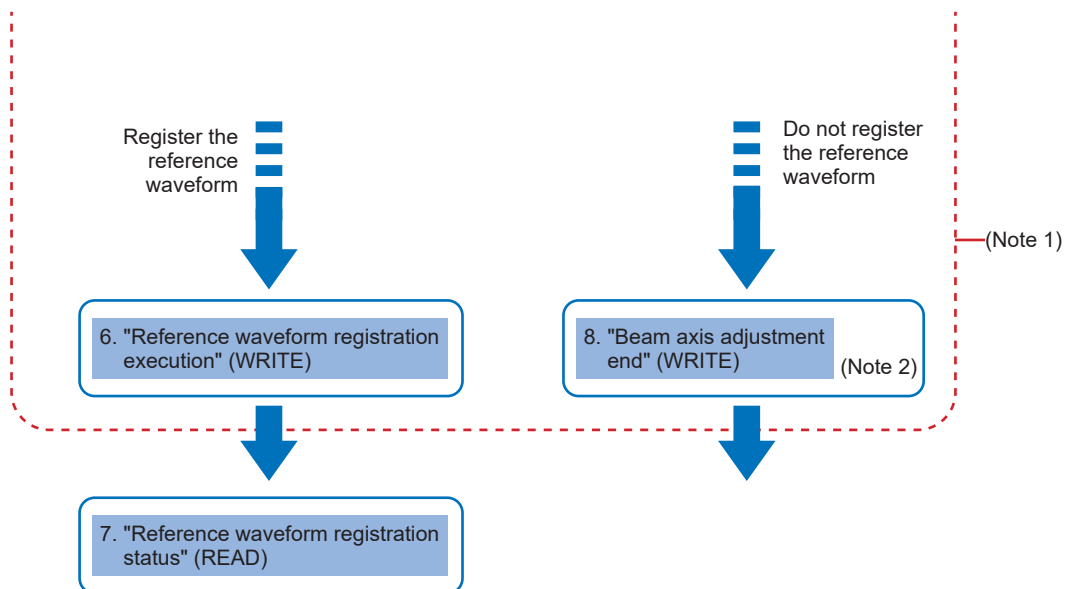 Register the
reference
waveform
Do not register
the reference
waveform
(Note 1)
6. "Reference waveform registration
execution" (WRITE)
8. "Beam axis adjustment
end" (WRITE)
(Note 2)
7. "Reference waveform registration
status" (READ)